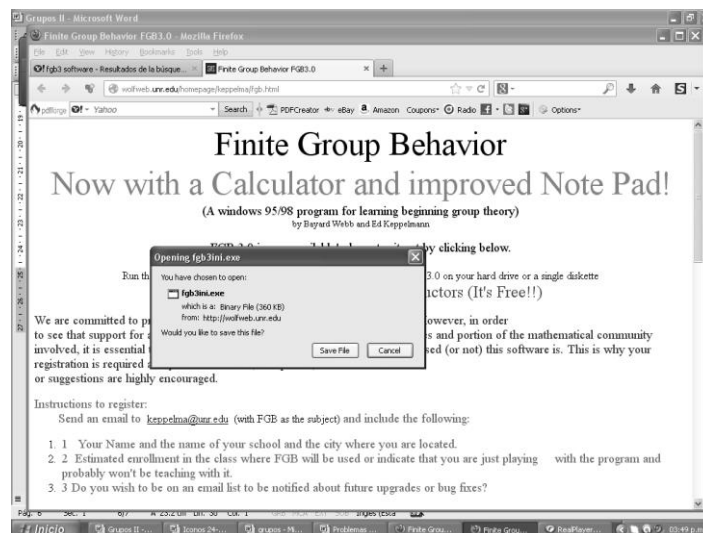 Grupos II - Microsoft Word
Finite Group Behavior FGB3.0 - Mozilla Firefox
File Edit View History Bookmarks Tools Help
fgb3 software - Resultados de la búsque...
Finite Group Behavior FGB3.0
wolfweb.unr.edu/homepage/keppelma/fgb.html
pdfforge Yahoo Search PDFCreator eBay Amazon Coupons Radio Options
Finite Group Behavior
Now with a Calculator and improved Note Pad!
(A windows 95/98 program for learning beginning group theory)
by Bayard Webb and Ed Keppelmann
by clicking below.
Opening fgb3ini.exe
Run th
3.0 on your hard drive or a single diskette
You have chosen to open:
fgb3ini.exe
ctors (It's Free!!)
which is a: Binary File (360 KB)
from: http://wolfweb.unr.edu
We are committed to pr
owever, in order
Would you like to save this file?
to see that support for a
s and portion of the mathematical community
Save File Cancel
involved, it is essential t
sed (or not) this software is. This is why your
registration is required a
or suggestions are highly encouraged.
Instructions to register:
Send an email to keppelma@unr.edu (with FGB as the subject) and include the following:
1. 1 Your Name and the name of your school and the city where you are located.
2. 2 Estimated enrollment in the class where FGB will be used or indicate that you are just playing with the program and
probably won't be teaching with it.
3. 3 Do you wish to be on an email list to be notified about future upgrades or bug fixes?
Inicio Grupos II -... Iconos 24-... grupos - Mi... Problemas ... Finite Grou... Finite Grou... RealPlayer... 03:49 p.m.